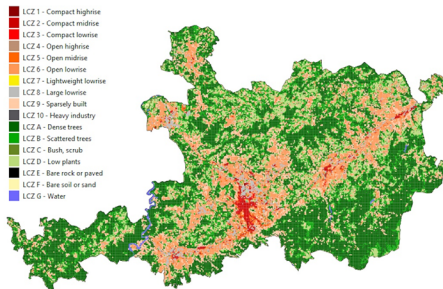 LCZ 1 - Compact highrise
LCZ 2 - Compact midrise
LCZ 3 - Compact lowrise
LCZ 4 - Open highrise
LCZ 5 - Open midrise
LCZ 6 - Open lowrise
LCZ 7 - Lightweight lowrise
LCZ 8 - Large lowrise
LCZ 9 - Sparsely built
LCZ 10 - Heavy industry
LCZ A - Dense trees
LCZ B - Scattered trees
LCZ C - Bush, scrub
LCZ D - Low plants
LCZ E - Bare rock or paved
LCZ F - Bare soil or sand
LCZ G - Water